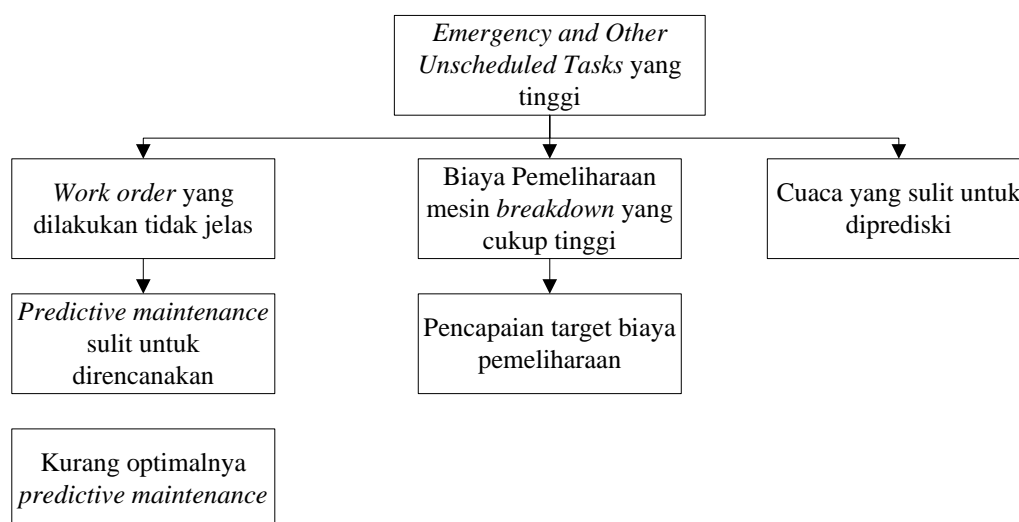 Emergency and Other
Unscheduled Tasks yang
tinggi
Work order yang
dilakukan tidak jelas
Biaya Pemeliharaan
mesin breakdown yang
cukup tinggi
Cuaca yang sulit untuk
diprediski
Predictive maintenance
sulit untuk
direncanakan
Pencapaian target biaya
pemeliharaan
Kurang optimalnya
predictive maintenance